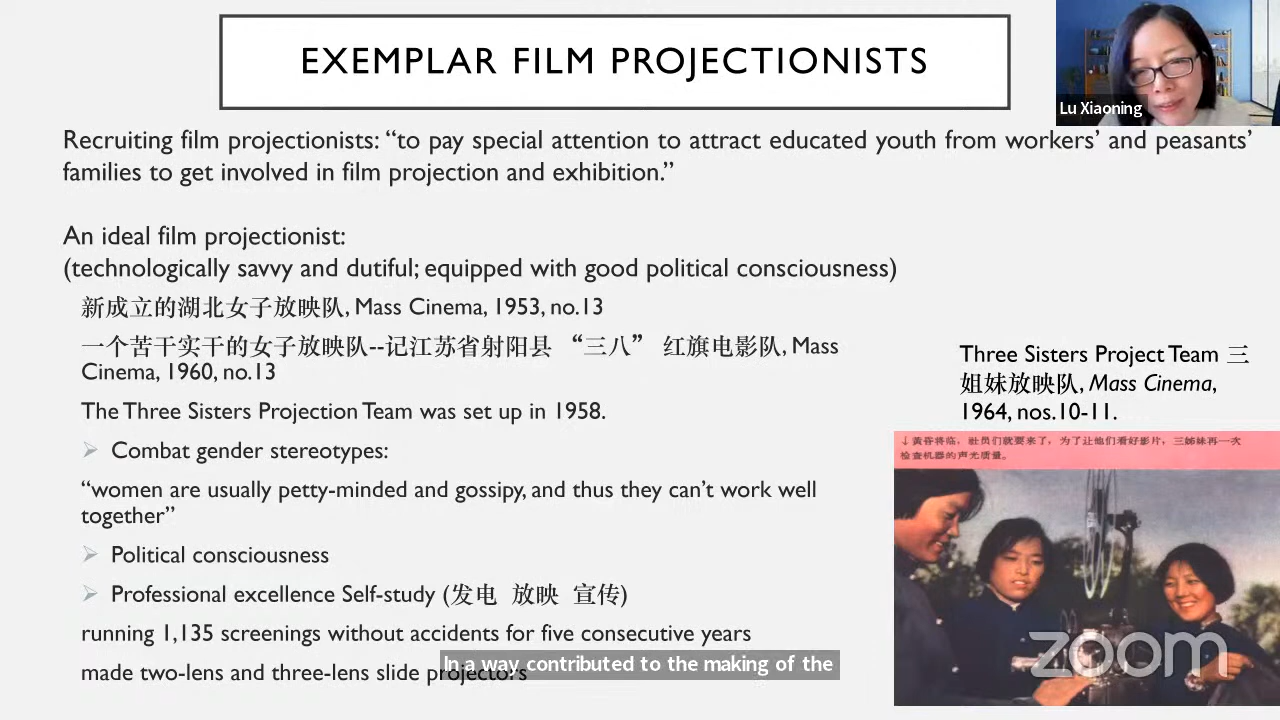 EXEMPLAR FILM PROJECTIONISTS
Lu Xiaoning
Recruiting film projectionists: “to pay special attention to attract educated youth from workers’ and peasants’
families to get involved in film projection and exhibition.”
An ideal film projectionist:
(technologically savvy and dutiful; equipped with good political consciousness)
新成立的湖北女子放映队, Mass Cinema, 1953, no.13
一个苦干实干的女子放映队--记江苏省射阳县 “三八” 红旗电影队, Mass
Cinema, 1960, no.13
The Three Sisters Projection Team was set up in 1958.
Combat gender stereotypes:
“women are usually petty-minded and gossipy, and thus they can’t work well
together”
Political consciousness
Professional excellence Self-study (发电 放映 宣传)
running 1,135 screenings without accidents for five consecutive years
made two-lens and three-lens slide projectors
In a way, contributed to the making of the
Three Sisters Project Team 三
姐妹放映队, Mass Cinema,
1964, nos.10-11.
↓黄昏将临，社员们就要来了，为了让他们看好影片，三姊妹再一次
检查机器的声光质量。
zoom